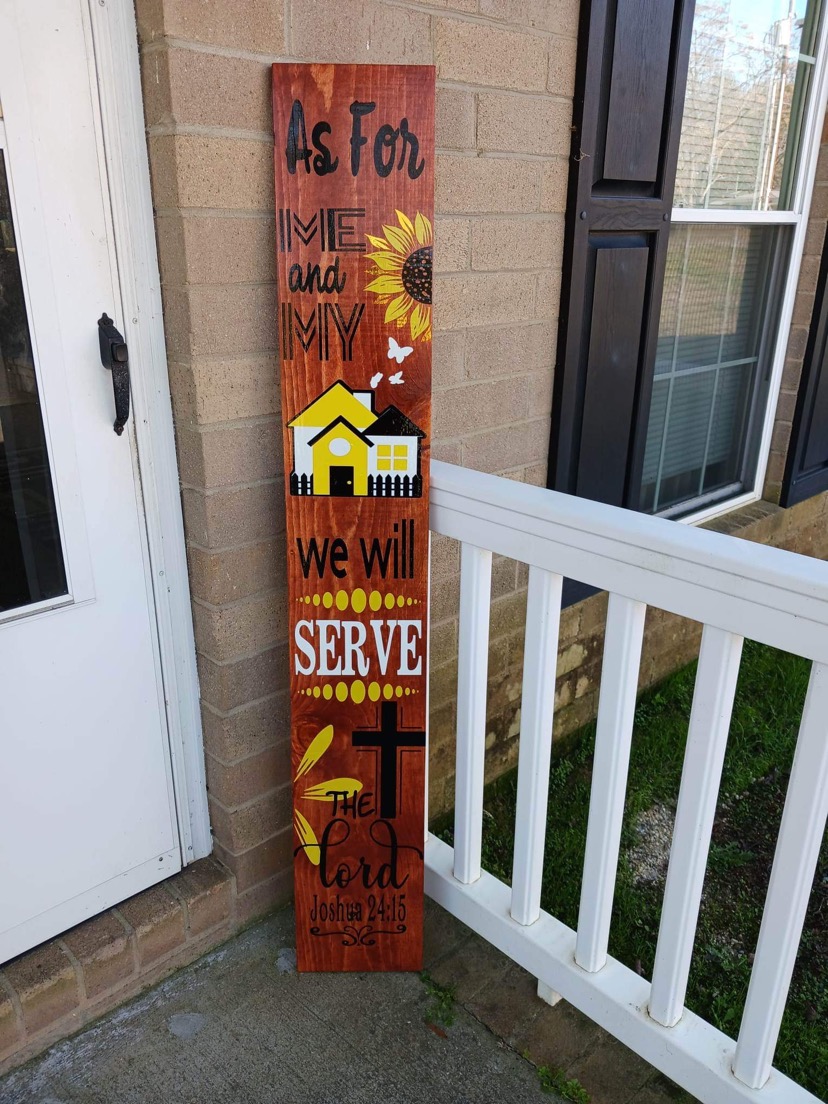 As For
ME
and
MY
we will
SERVE
THE
Lord
Joshua 24:15